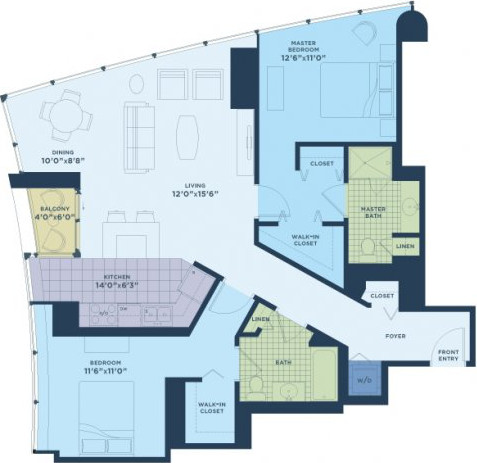 MASTER
BEDROOM
12'6"x11'0"
DINING
10'0"x8'8"
CLOSET
LIVING
12'0"x15'6"
BALCONY
4'0"x6'0"
MASTER
BATH
WALK-IN
CLOSET
LINEN
KITCHEN
14'0"x6'3"
CLOSET
DW
LINEN
FOYER
FRONT
ENTRY
BEDROOM
11'6"x11'0"
BATH
W/D
WALK-IN
CLOSET